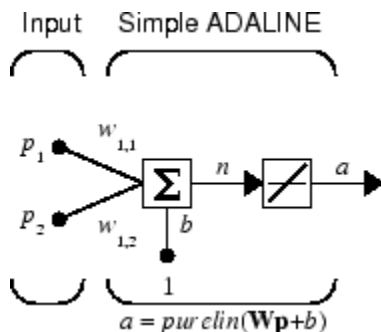 Input Simple ADALINE
p1 w1,1
Σ n a
p2 w1,2 b
1
a = purelin(Wp+b)